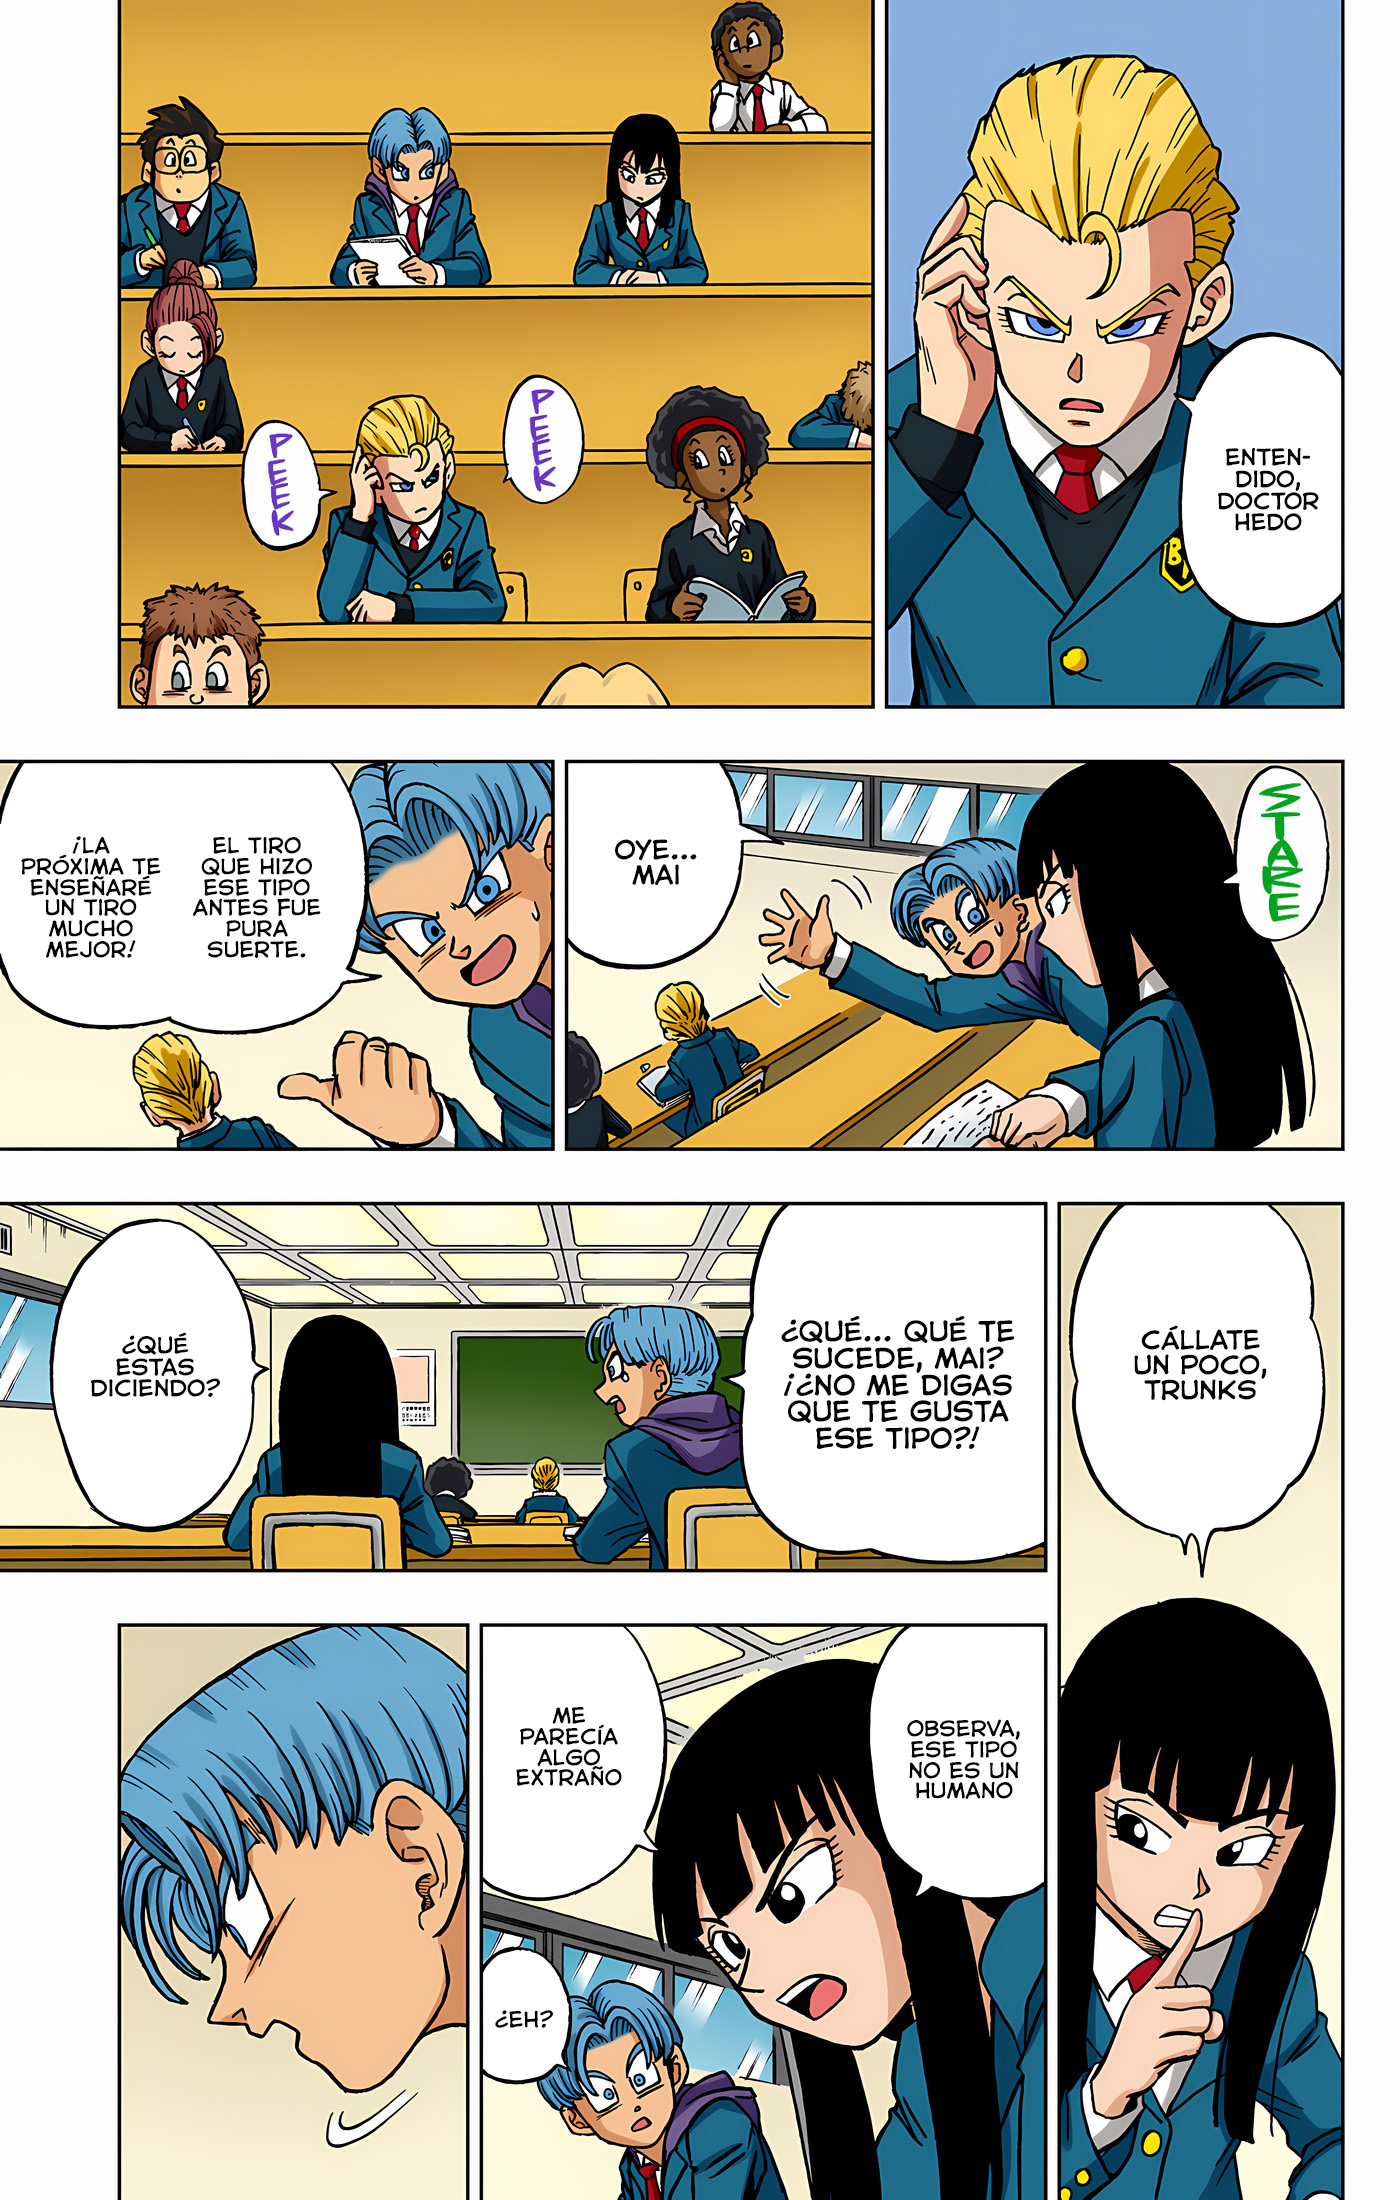 ENTEN-
DIDO,
DOCTOR
HEDO
PEEK
PEEK
STARE
OYE...
MAI
EL TIRO
QUE HIZO
ESE TIPO
ANTES FUE
PURA
SUERTE.
¡LA
PRÓXIMA TE
ENSEÑARÉ
UN TIRO
MUCHO
MEJOR!
CÁLLATE
UN POCO,
TRUNKS
¿QUÉ... QUÉ TE
SUCEDE, MAI?
¡¿NO ME DIGAS
QUE TE GUSTA
ESE TIPO?!
¿QUÉ
ESTAS
DICIENDO?
OBSERVA,
ESE TIPO
NO ES UN
HUMANO
ME
PARECÍA
ALGO
EXTRAÑO
¿EH?